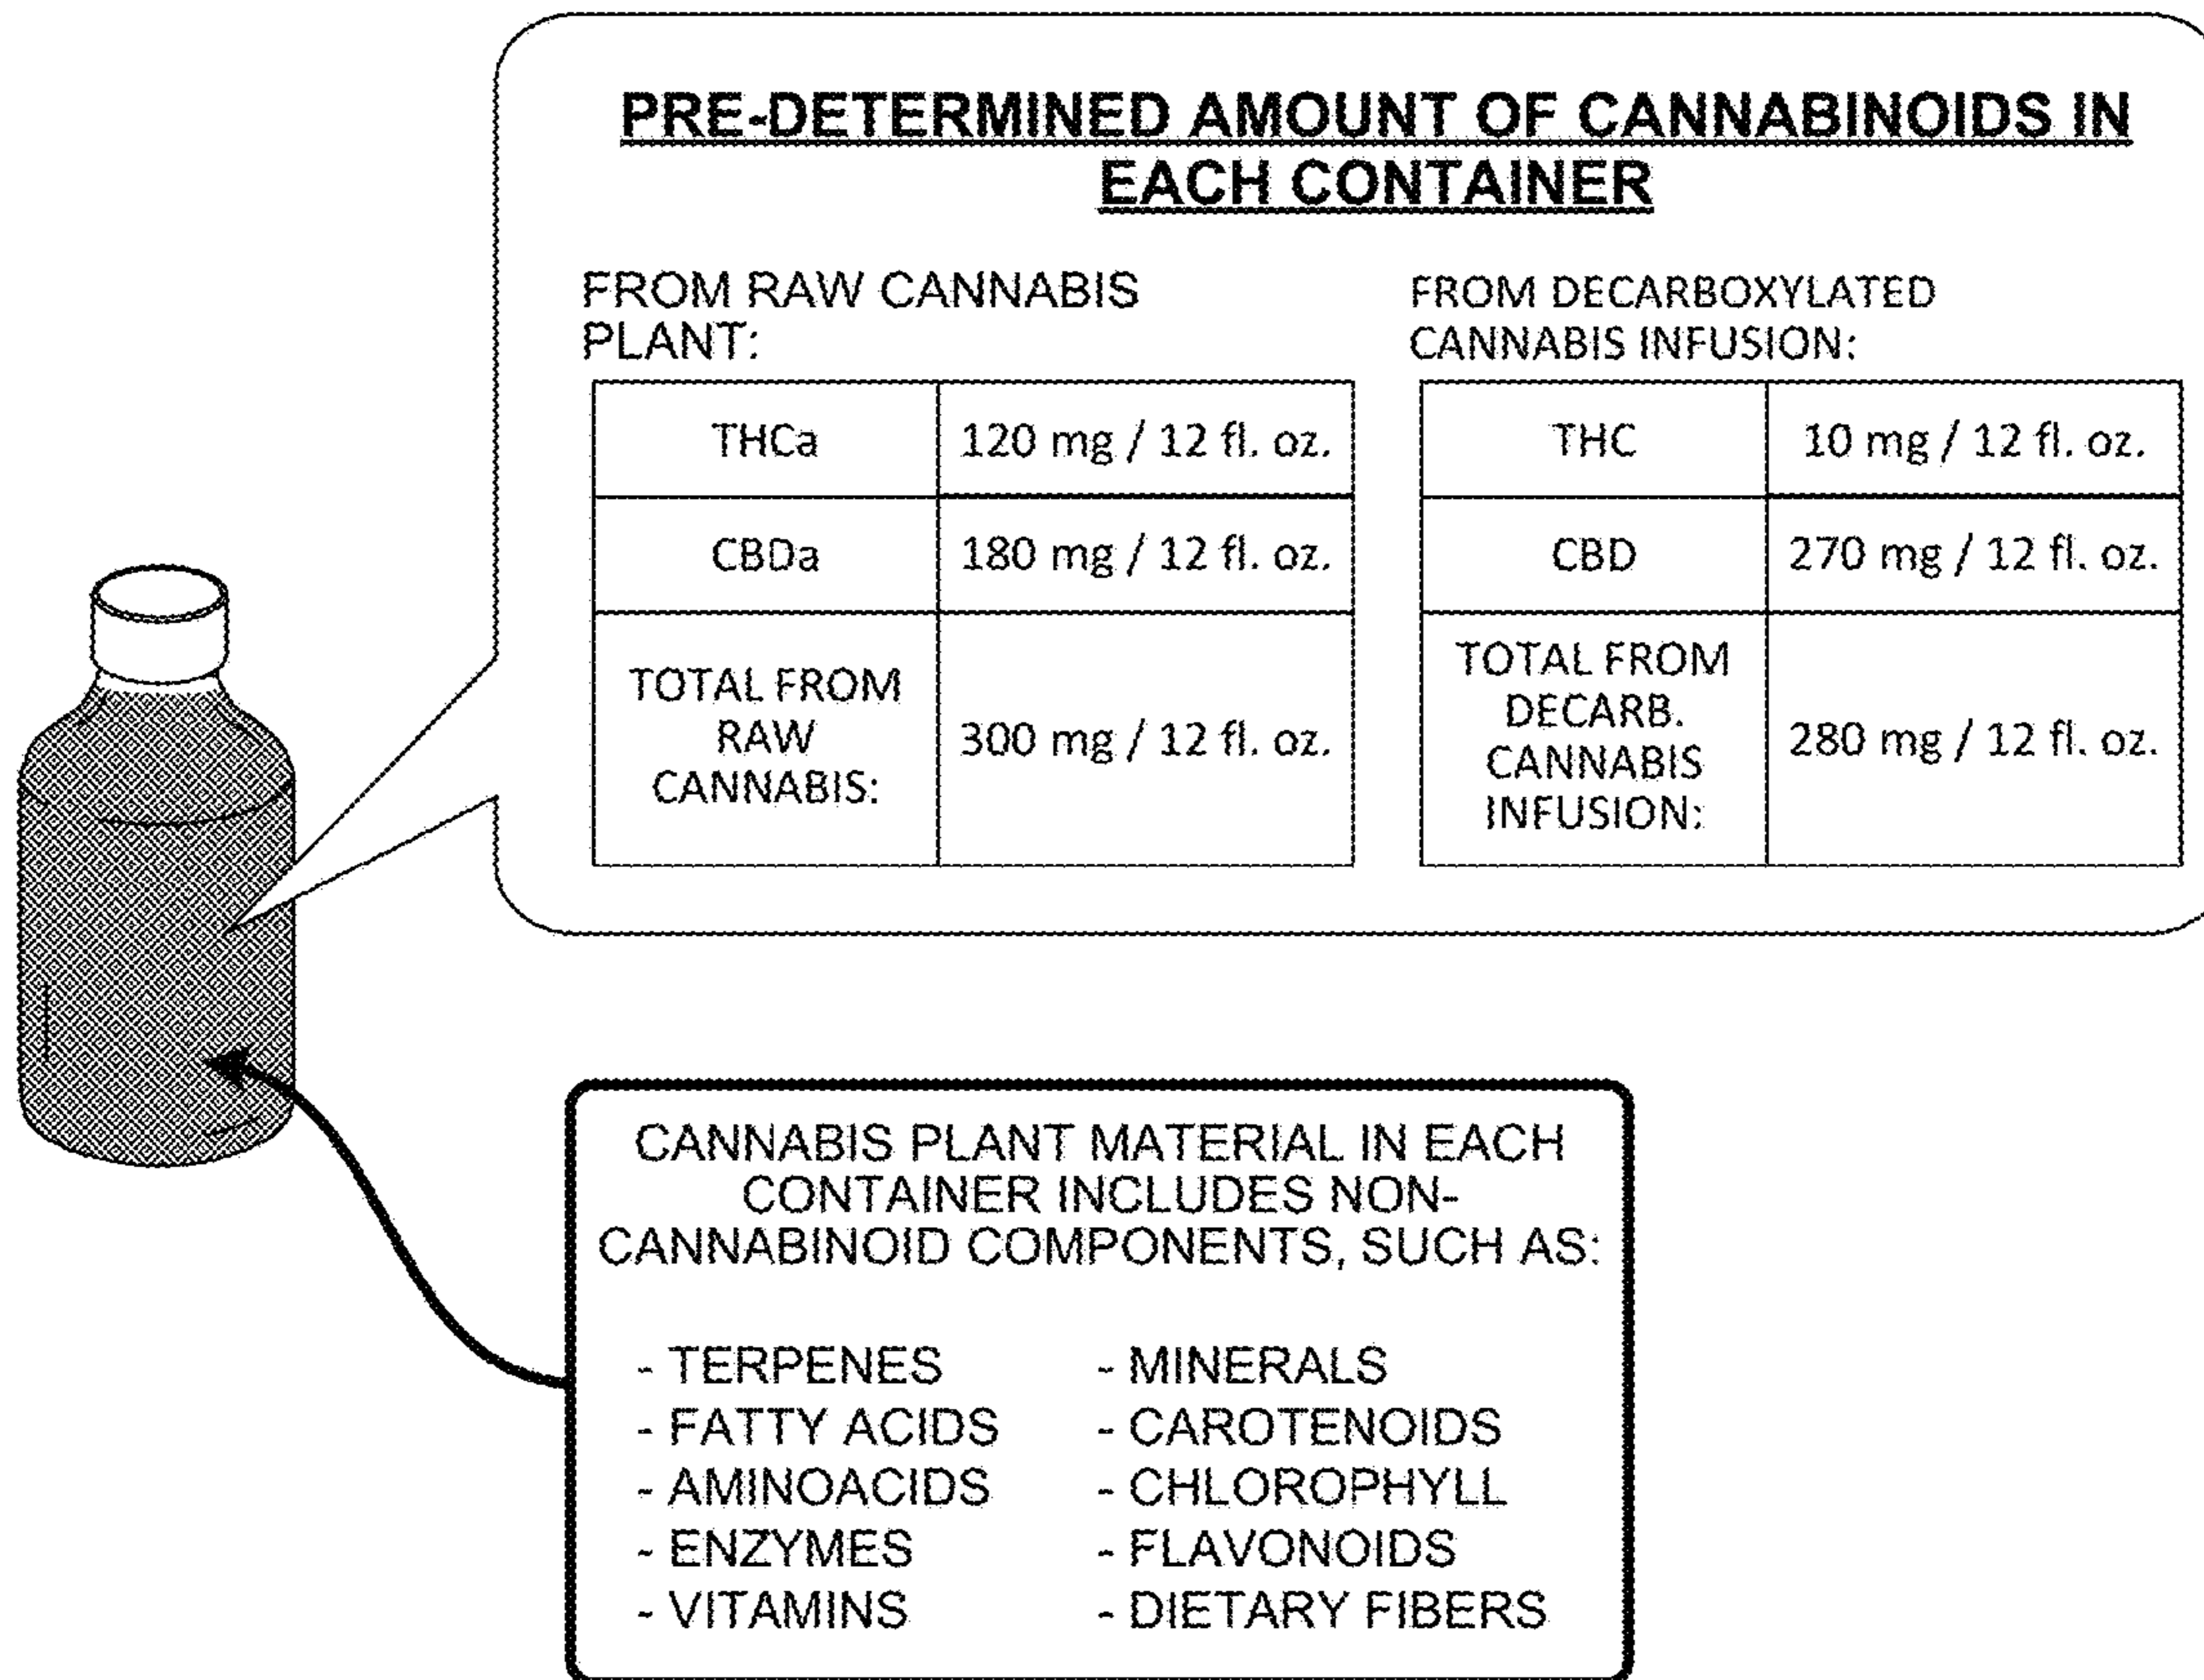 PRE-DETERMINED AMOUNT OF CANNABINOIDS IN
EACH CONTAINER
FROM RAW CANNABIS
PLANT:
THCa 120 mg / 12 fl. oz.
CBDa 180 mg / 12 fl. oz.
TOTAL FROM
RAW
CANNABIS:
300 mg / 12 fl. oz.
FROM DECARBOXYLATED
CANNABIS INFUSION:
THC 10 mg / 12 fl. oz.
CBD 270 mg / 12 fl. oz.
TOTAL FROM
DECARB.
CANNABIS
INFUSION:
280 mg / 12 fl. oz.
CANNABIS PLANT MATERIAL IN EACH
CONTAINER INCLUDES NON-
CANNABINOID COMPONENTS, SUCH AS:
- TERPENES
- FATTY ACIDS
- AMINOACIDS
- ENZYMES
- VITAMINS
- MINERALS
- CAROTENOIDS
- CHLOROPHYLL
- FLAVONOIDS
- DIETARY FIBERS